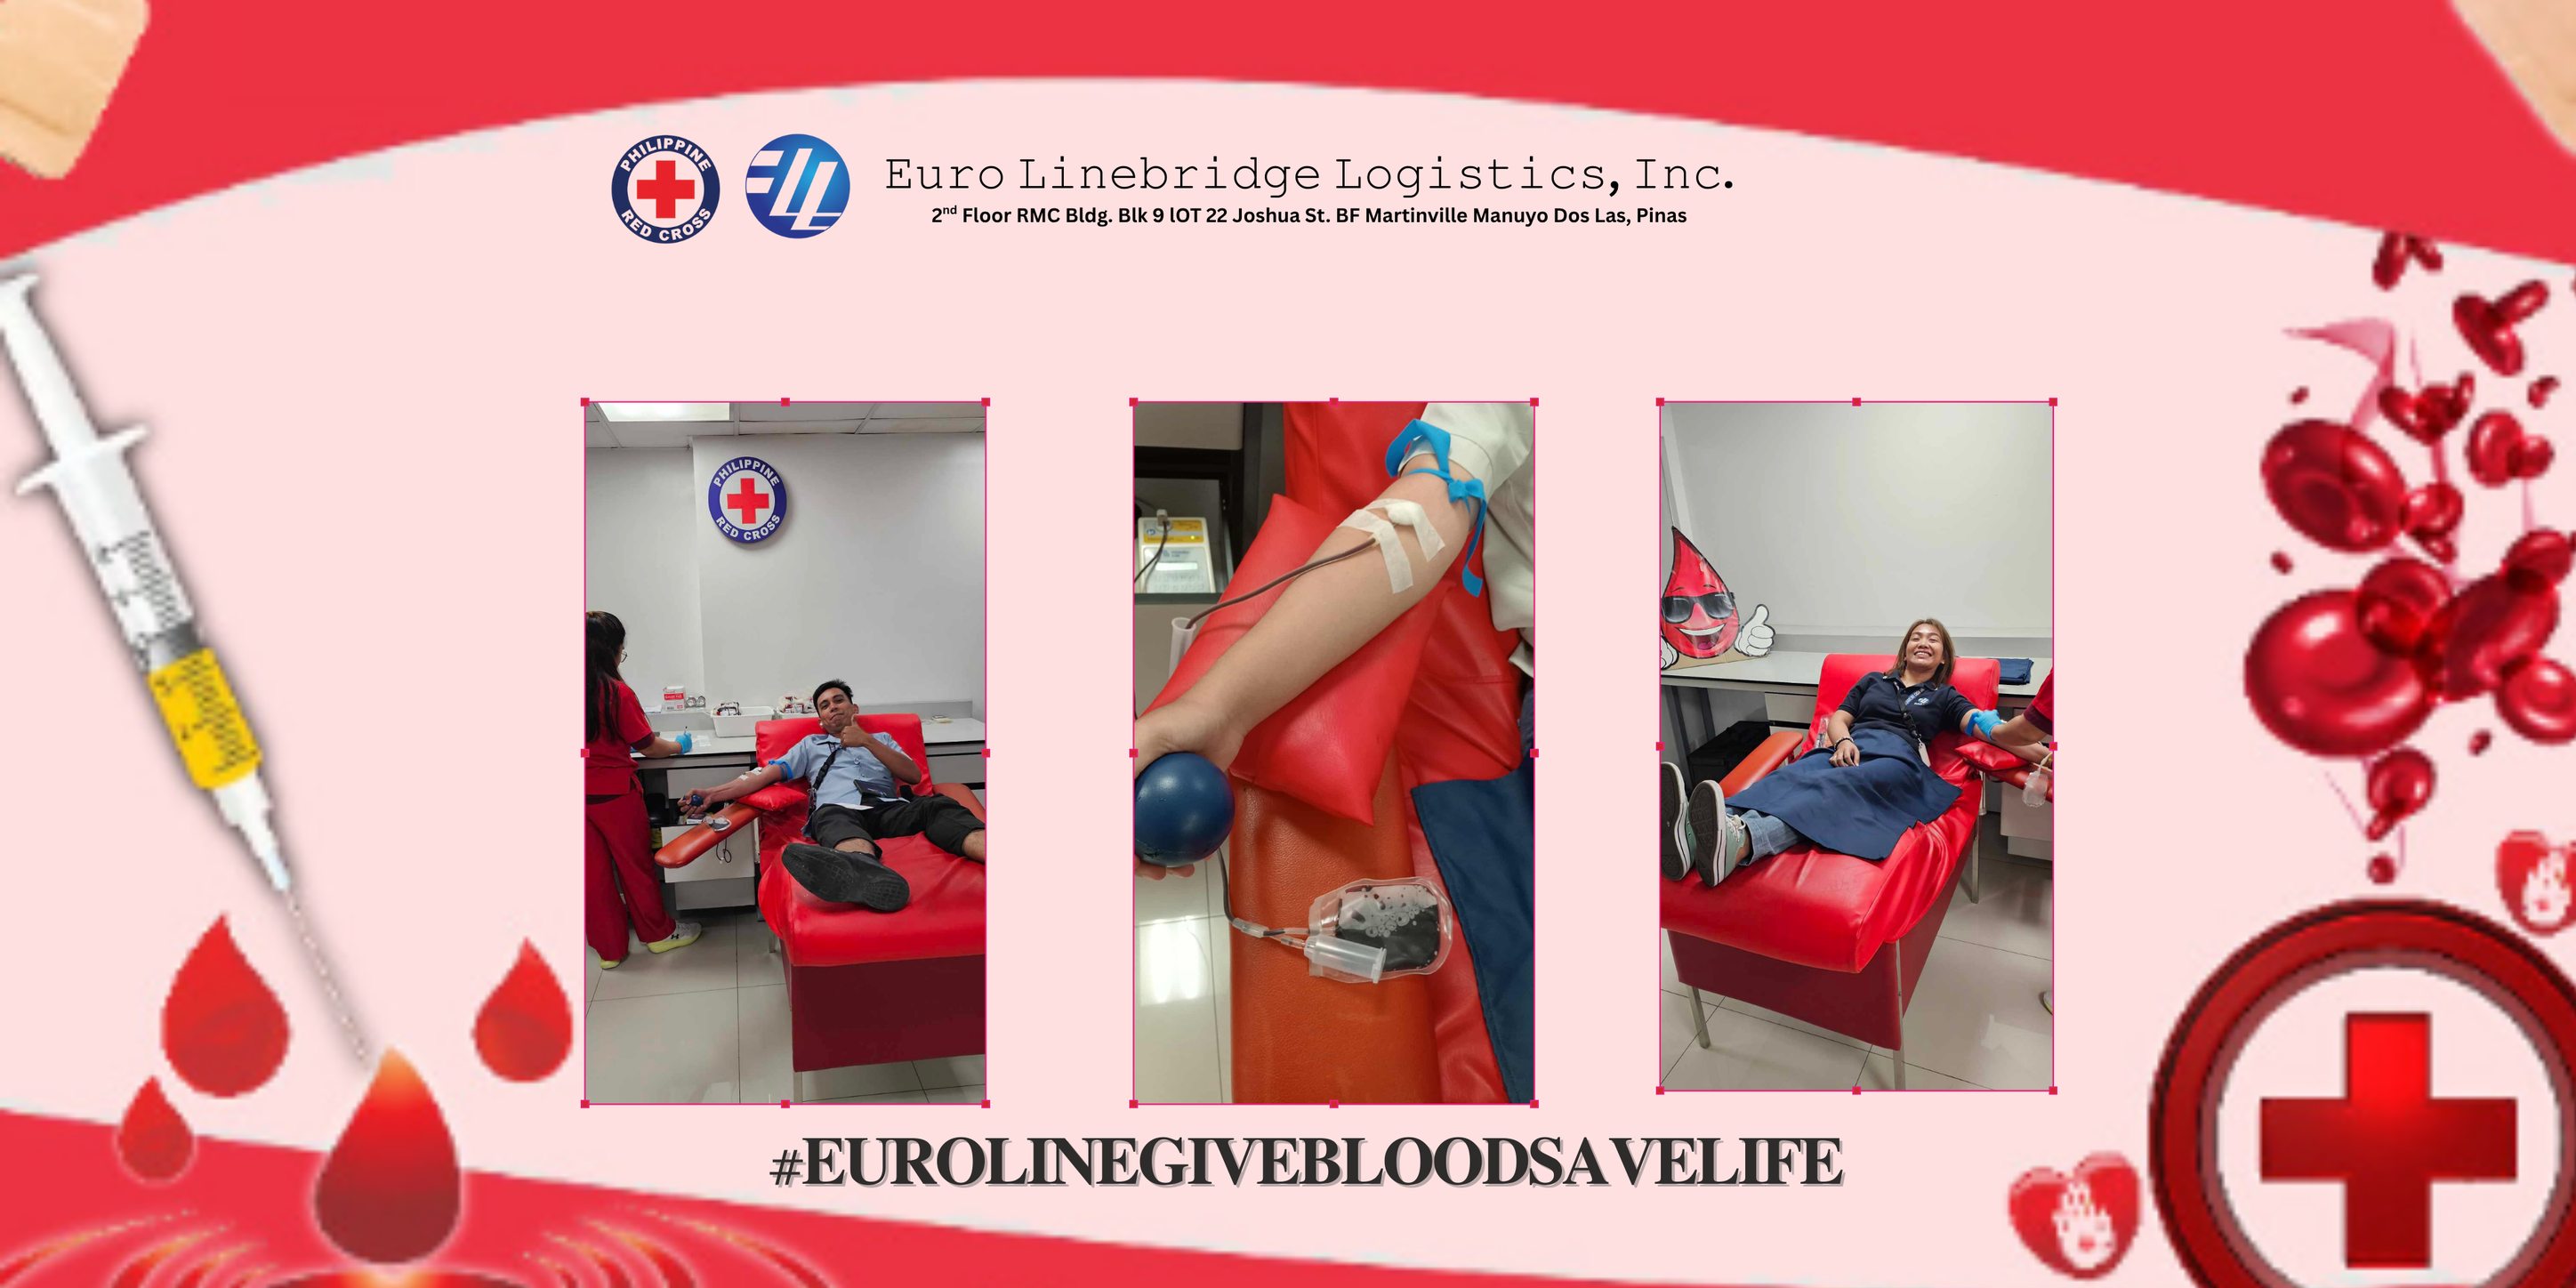 PHILIPPINE
RED CROSS
Euro Linebridge Logistics, Inc.
2nd Floor RMC Bldg. Blk 9 lOT 22 Joshua St. BF Martinville Manuyo Dos Las, Pinas
PHILIPPINE
RED CROSS
#EUROLINEGIVEBLOODSAVELIFE